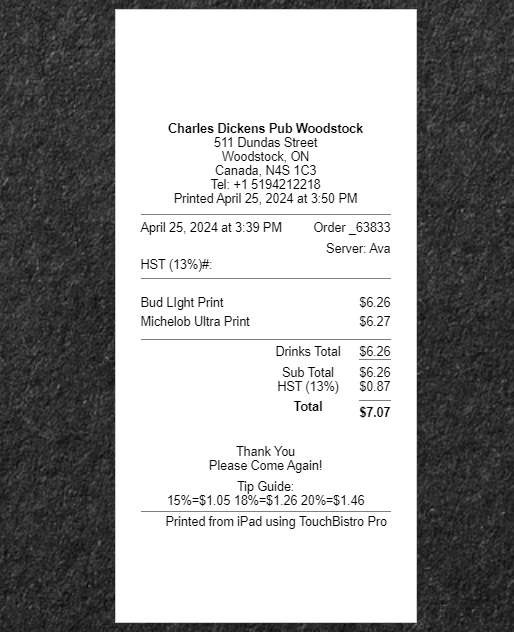 Charles Dickens Pub Woodstock
511 Dundas Street
Woodstock, ON
Canada, N4S 1C3
Tel: +1 5194212218
Printed April 25, 2024 at 3:50 PM
April 25, 2024 at 3:39 PM Order _63833
Server: Ava
HST (13%)#:
Bud LIght Print $6.26
Michelob Ultra Print $6.27
Drinks Total $6.26
Sub Total $6.26
HST (13%) $0.87
Total $7.07
Thank You
Please Come Again!
Tip Guide:
15%=$1.05 18%=$1.26 20%=$1.46
Printed from iPad using TouchBistro Pro